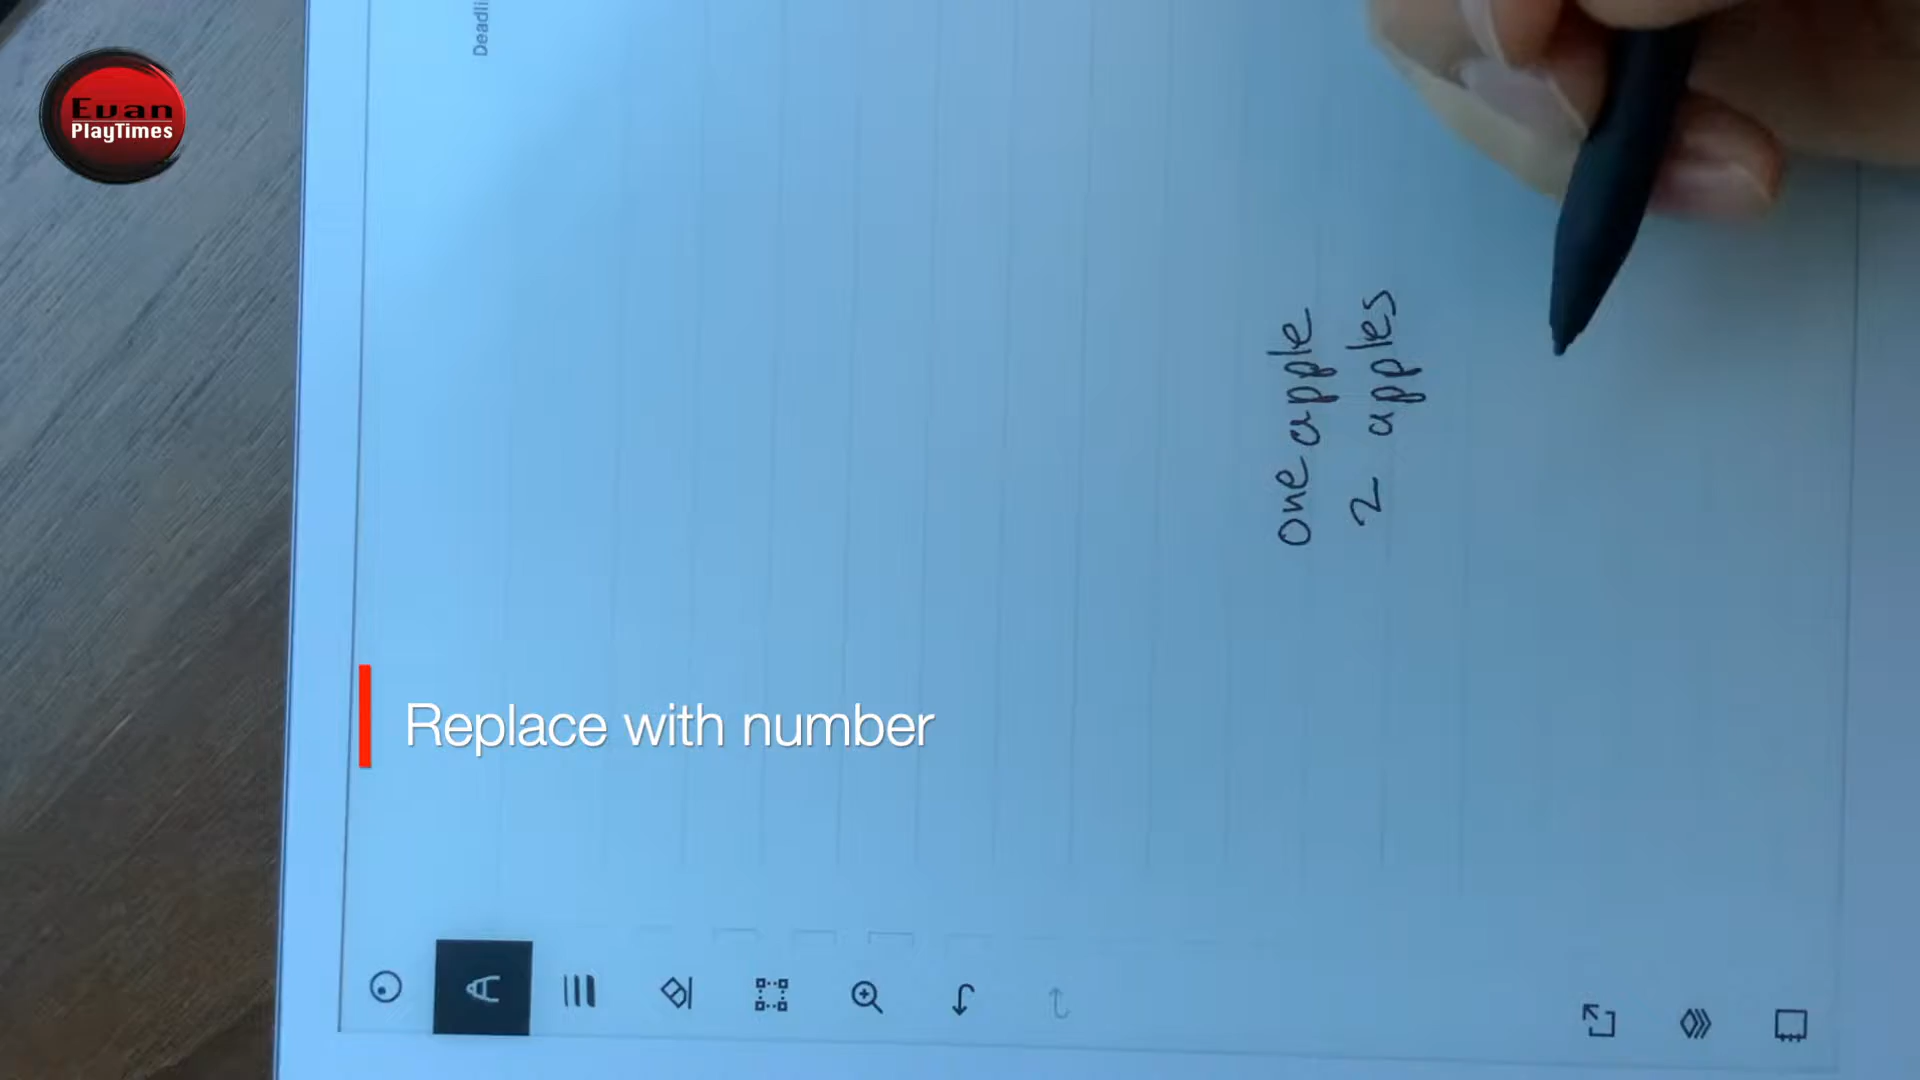 Evan
PlayTimes
Deadli
one apple
2 apples
Replace with number
A